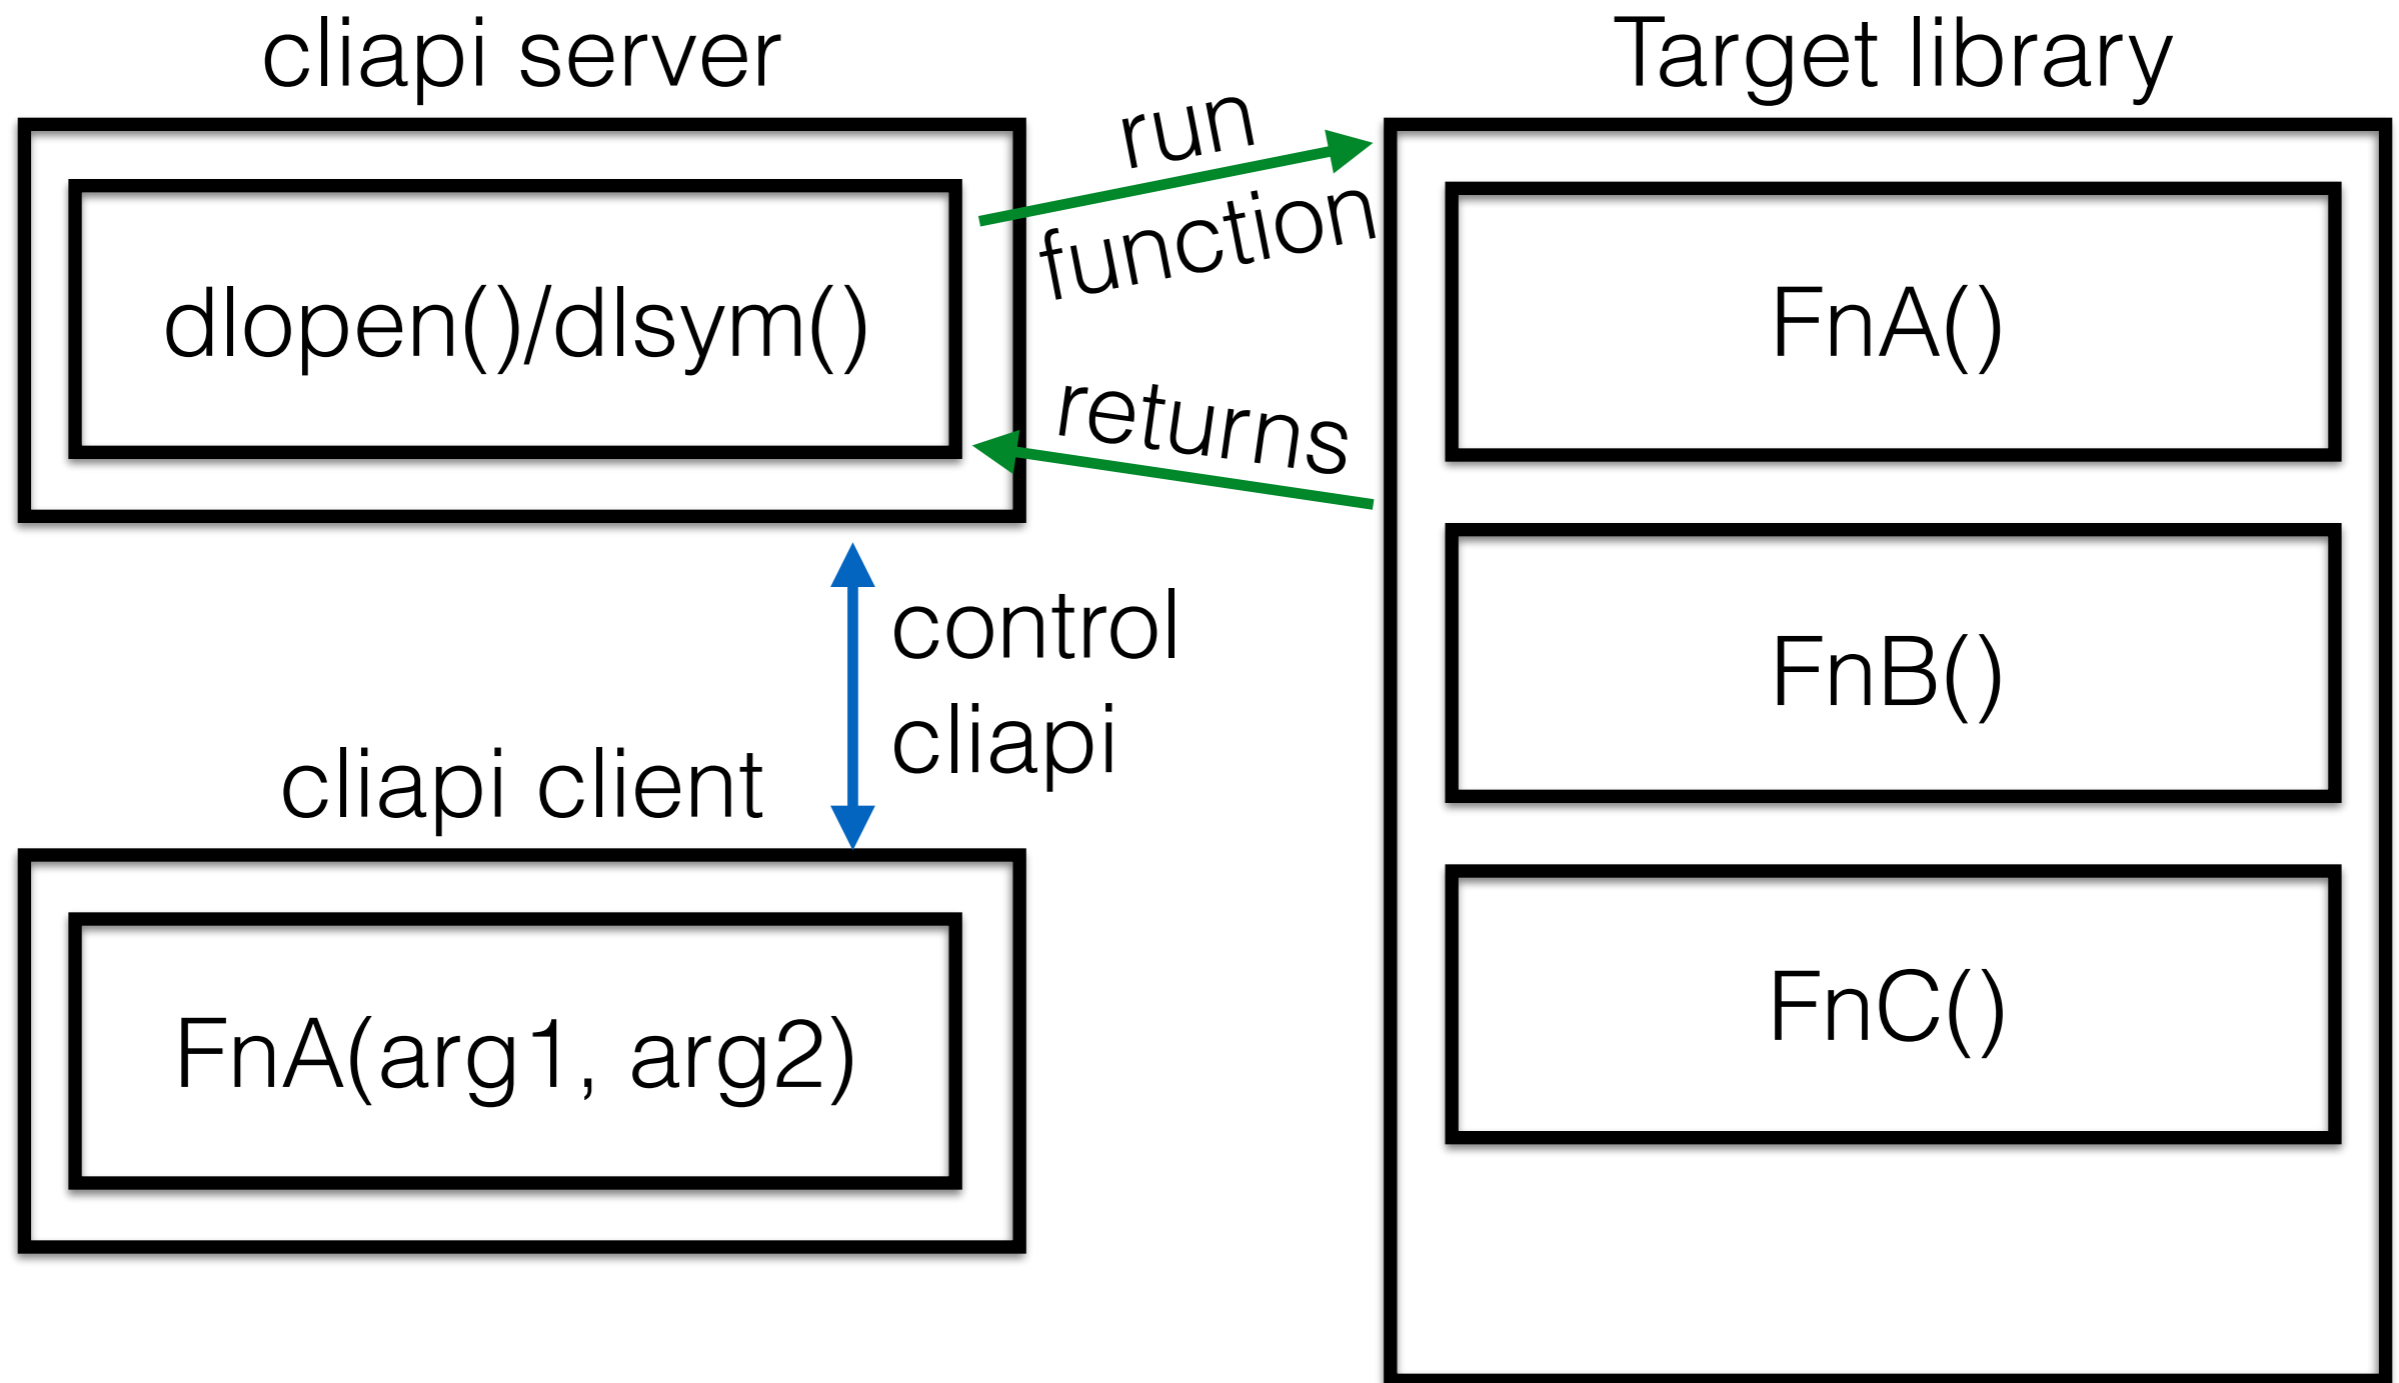 cliapi server
dlopen()/dlsym()
run
function
returns
control
cliapi
cliapi client
FnA(arg1, arg2)
Target library
FnA()
FnB()
FnC()